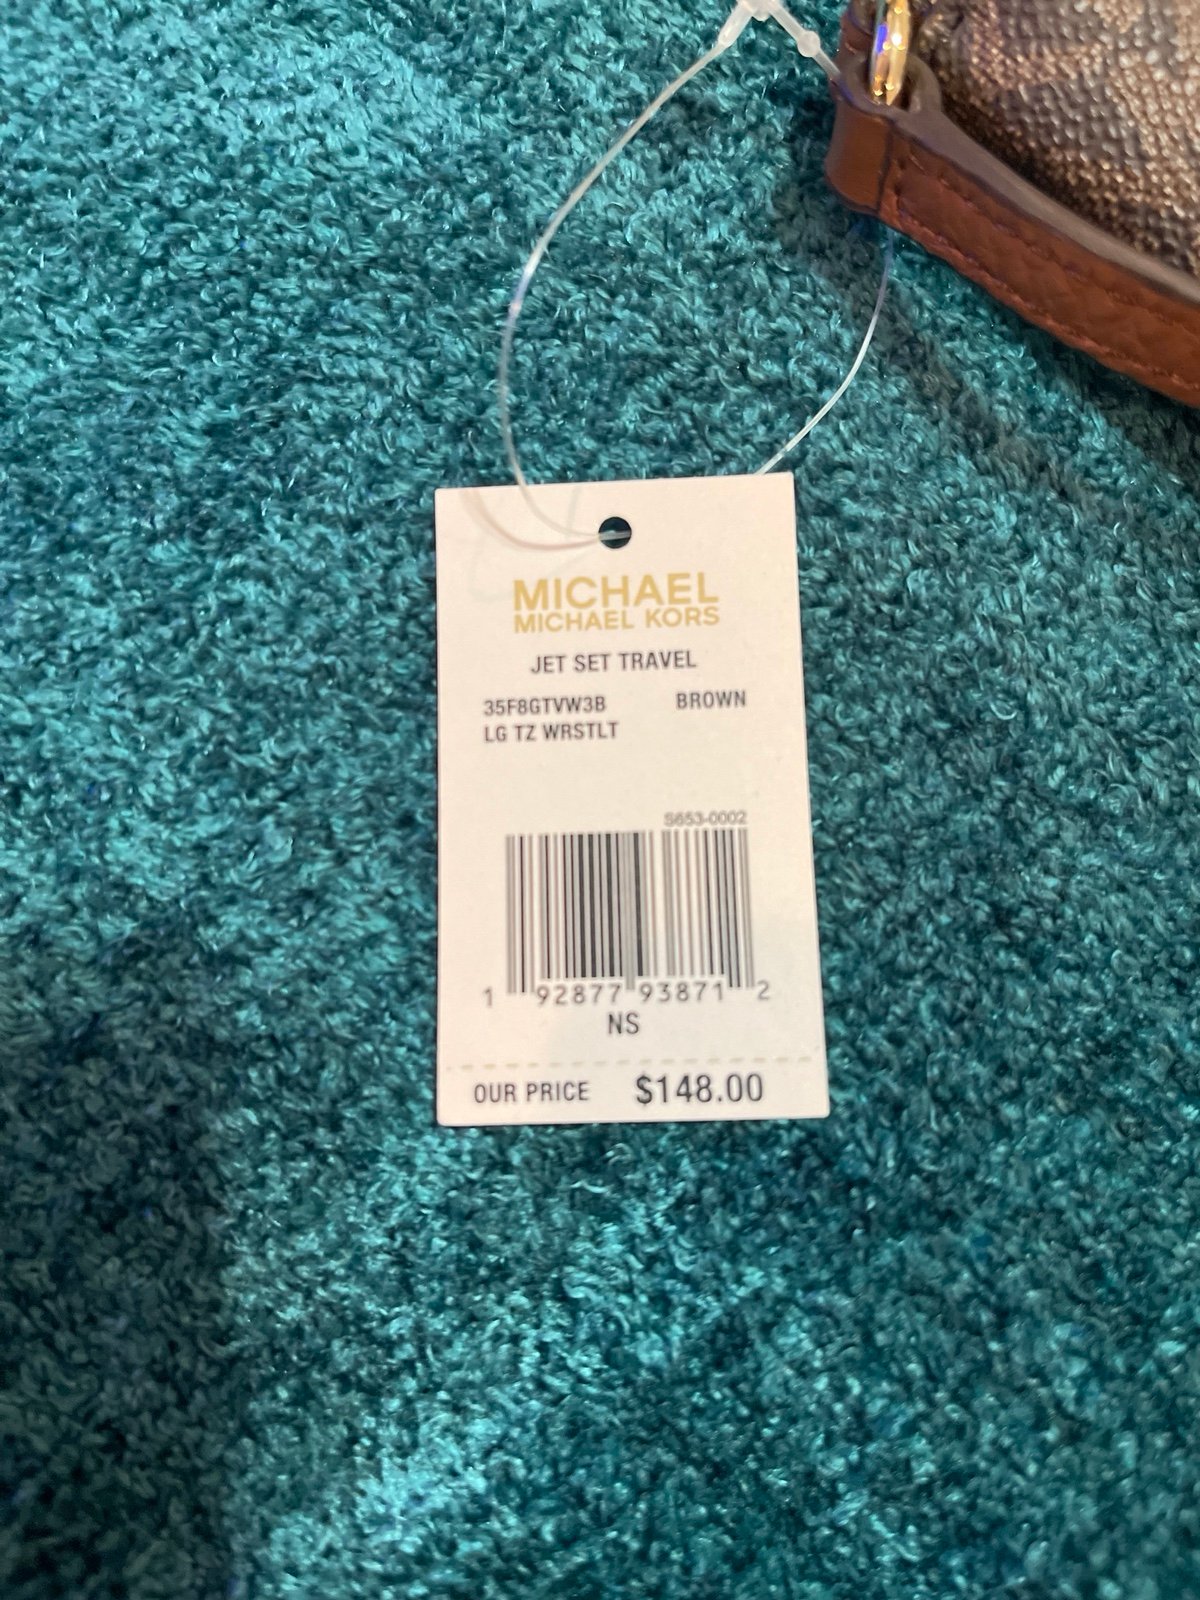 MICHAEL
MICHAEL KORS
JET SET TRAVEL
35F8GTVW3B BROWN
LG TZ WRSTLT
S653-0002
1 92877 93871 2
NS
OUR PRICE $148.00